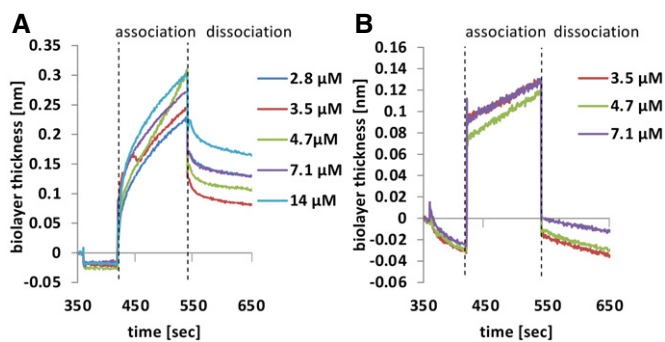 A
association dissociation
biolayer thickness [nm]
0.35
0.3
0.25
0.2
0.15
0.1
0.05
0
-0.05
350 450 550 650
time [sec]
2.8 µM
3.5 µM
4.7µM
7.1 µM
14 µM
B
association dissociation
biolayer thickness [nm]
0.16
0.14
0.12
0.1
0.08
0.06
0.04
0.02
0
-0.02
-0.04
-0.06
350 450 550 650
time [sec]
3.5 µM
4.7 µM
7.1 µM